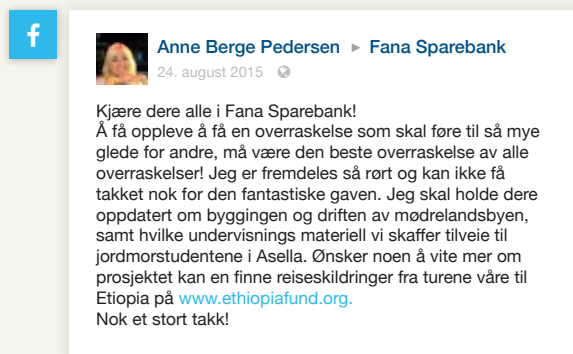 f
Anne Berge Pedersen ▸ Fana Sparebank
24. august 2015
Kjære dere alle i Fana Sparebank!
Å få oppleve å få en overraskelse som skal føre til så mye
glede for andre, må være den beste overraskelse av alle
overraskelser! Jeg er fremdeles så rørt og kan ikke få
takket nok for den fantastiske gaven. Jeg skal holde dere
oppdatert om byggingen og driften av mødrelandsbyen,
samt hvilke undervisnings materiell vi skaffer tilveie til
jordmorstudentene i Asella. Ønsker noen å vite mer om
prosjektet kan en finne reiseskildringer fra turene våre til
Etiopia på www.ethiopiafund.org.
Nok et stort takk!